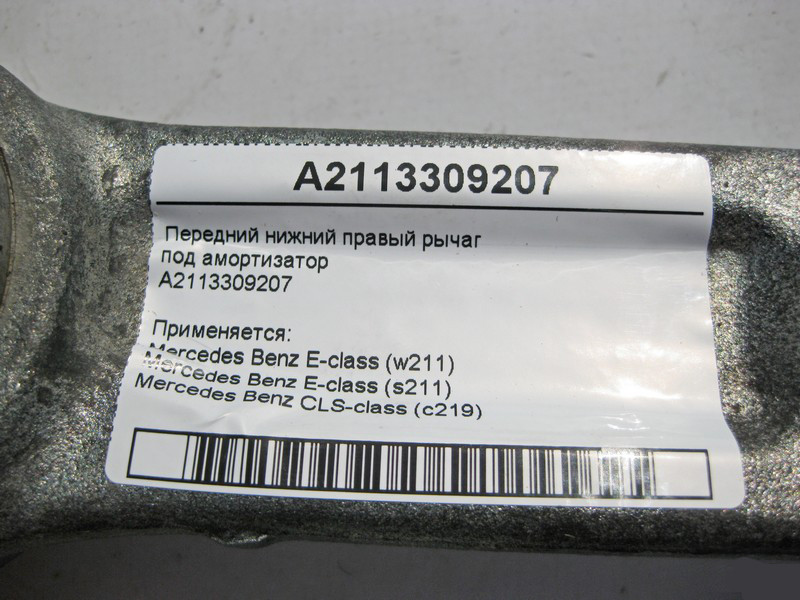 A2113309207
Передний нижний правый рычаг
под амортизатор
A2113309207
Применяется:
Mercedes Benz E-class (w211)
Mercedes Benz E-class (s211)
Mercedes Benz CLS-class (c219)